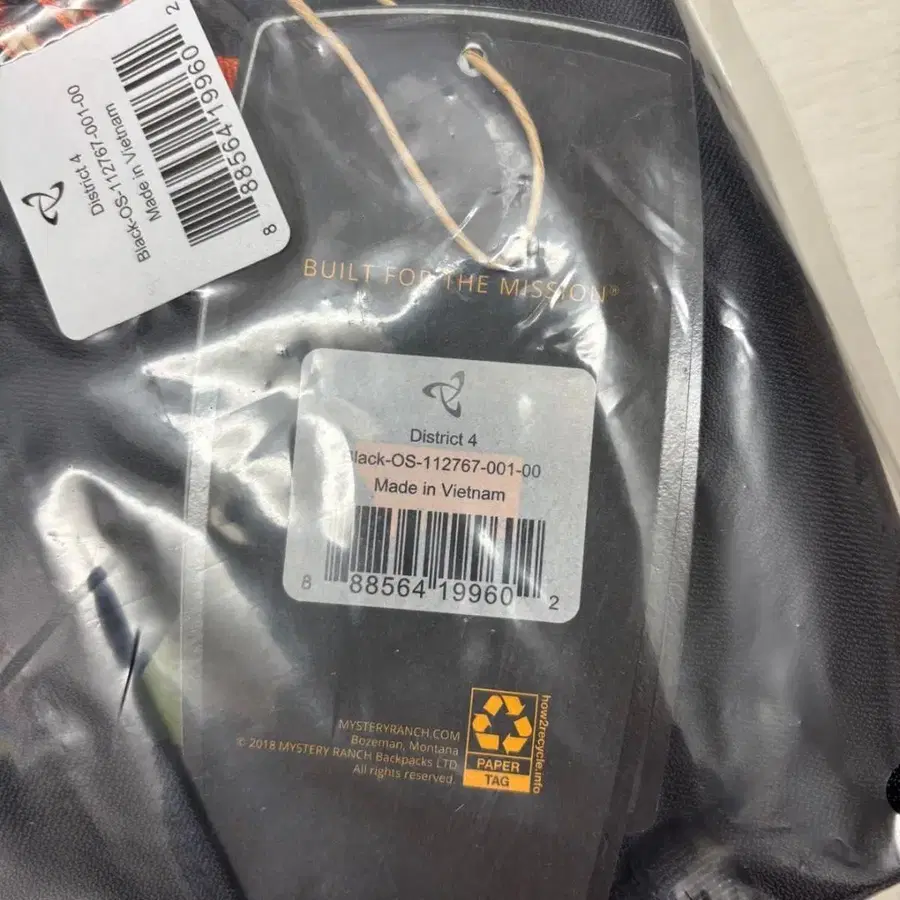 District 4
Black-OS-112767-001-00
Made in Vietnam
8 88564 19960 2
BUILT FOR THE MISSION®
District 4
Black-OS-112767-001-00
Made in Vietnam
8 88564 19960 2
MYSTERYRANCH.COM
Bozeman, Montana
© 2018 MYSTERY RANCH Backpacks LTD
All rights reserved.
PAPER
TAG
how2recycle.info